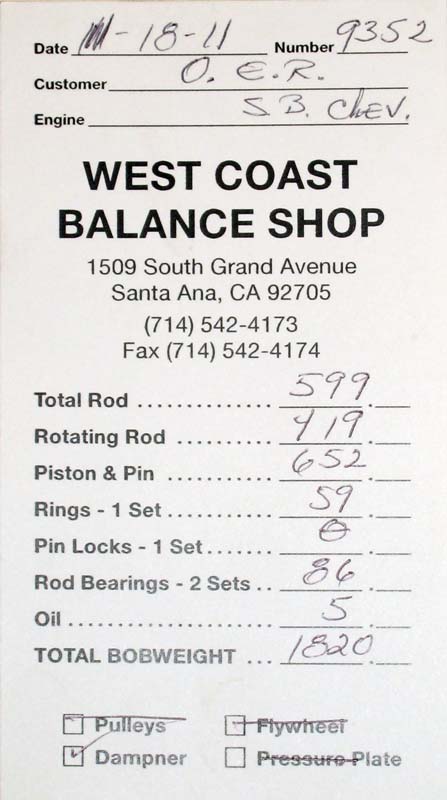 Date 11-18-11 Number 9352
Customer O. E.R.
Engine S.B. CHEV.
WEST COAST
BALANCE SHOP
1509 South Grand Avenue
Santa Ana, CA 92705
(714) 542-4173
Fax (714) 542-4174
Total Rod .............. 599.
Rotating Rod .......... 419.
Piston & Pin ........... 652.
Rings - 1 Set ........... 59.
Pin Locks - 1 Set....... 0.
Rod Bearings - 2 Sets .. 86.
Oil ..................... 5.
TOTAL BOBWEIGHT ... 1820.
Pulleys Flywheel
Dampner Pressure Plate